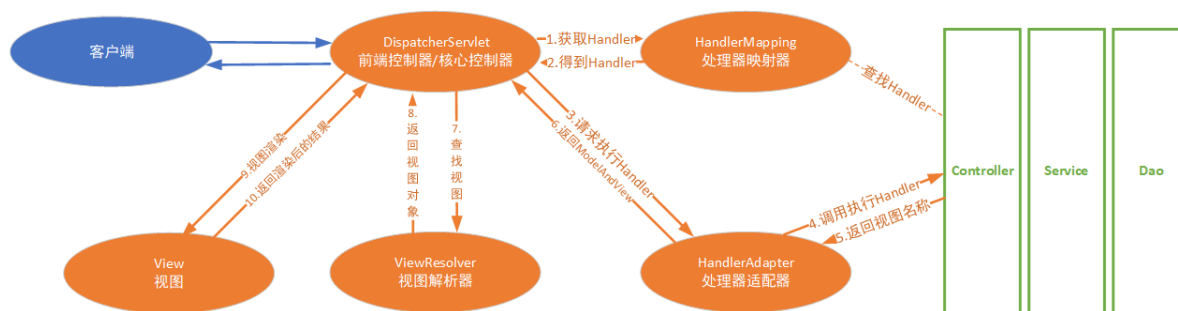 客户端
DispatcherServlet
前端控制器/核心控制器
1.获取Handler
2.得到Handler
HandlerMapping
处理器映射器
查找Handler
3.请求执行Handler
6.返回ModelAndView
9.视图渲染
10.返回渲染后的结果
8.返回视图对象
7.查找视图
Controller
Service
Dao
4.调用执行Handler
5.返回视图名称
View
视图
ViewResolver
视图解析器
HandlerAdapter
处理器适配器